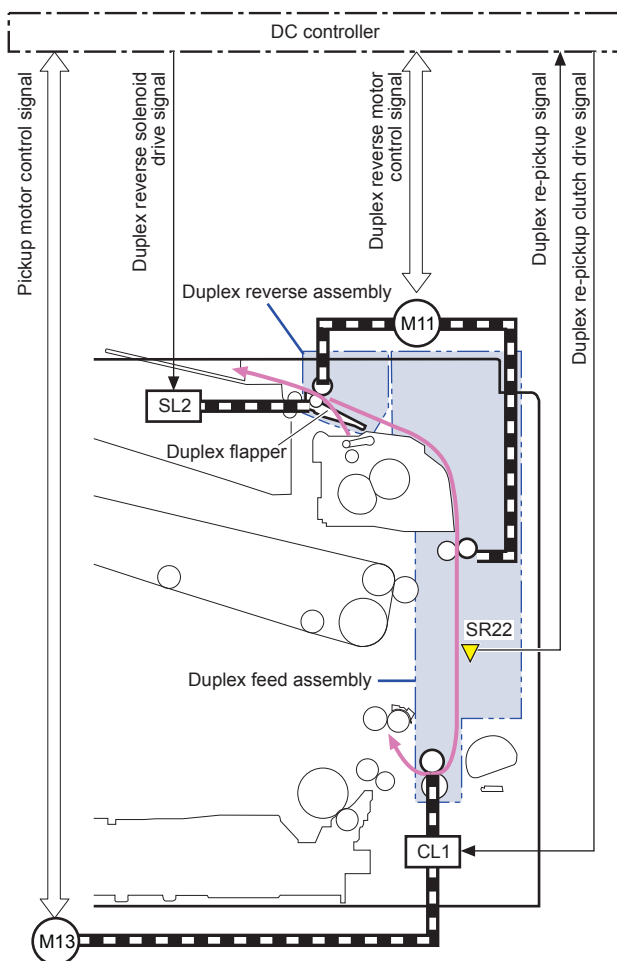 DC controller
Pickup motor control signal
Duplex reverse solenoid
drive signal
Duplex reverse motor
control signal
Duplex re-pickup signal
Duplex re-pickup clutch drive signal
Duplex reverse assembly
M11
SL2
Duplex flapper
SR22
Duplex feed assembly
CL1
M13